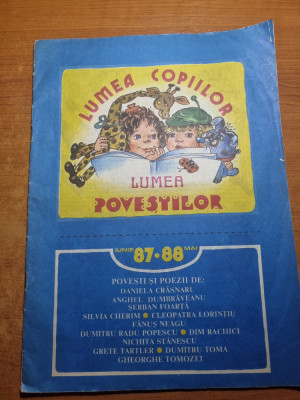 LUMEA COPIILOR
LUMEA
POVEȘTILOR
IUNIE 87-88 MAI
POVEȘTI ȘI POEZII DE:
DANIELA CRĂSNARU
ANGHEL DUMBRĂVEANU
ȘERBAN FOARȚĂ
SILVIA CHERIM ● CLEOPATRA LORINȚIU
FĂNUȘ NEAGU
DUMITRU RADU POPESCU ● DIM RACHICI
NICHITA STĂNESCU
GRETE TARTLER ● DUMITRU TOMA
GHEORGHE TOMOZEI